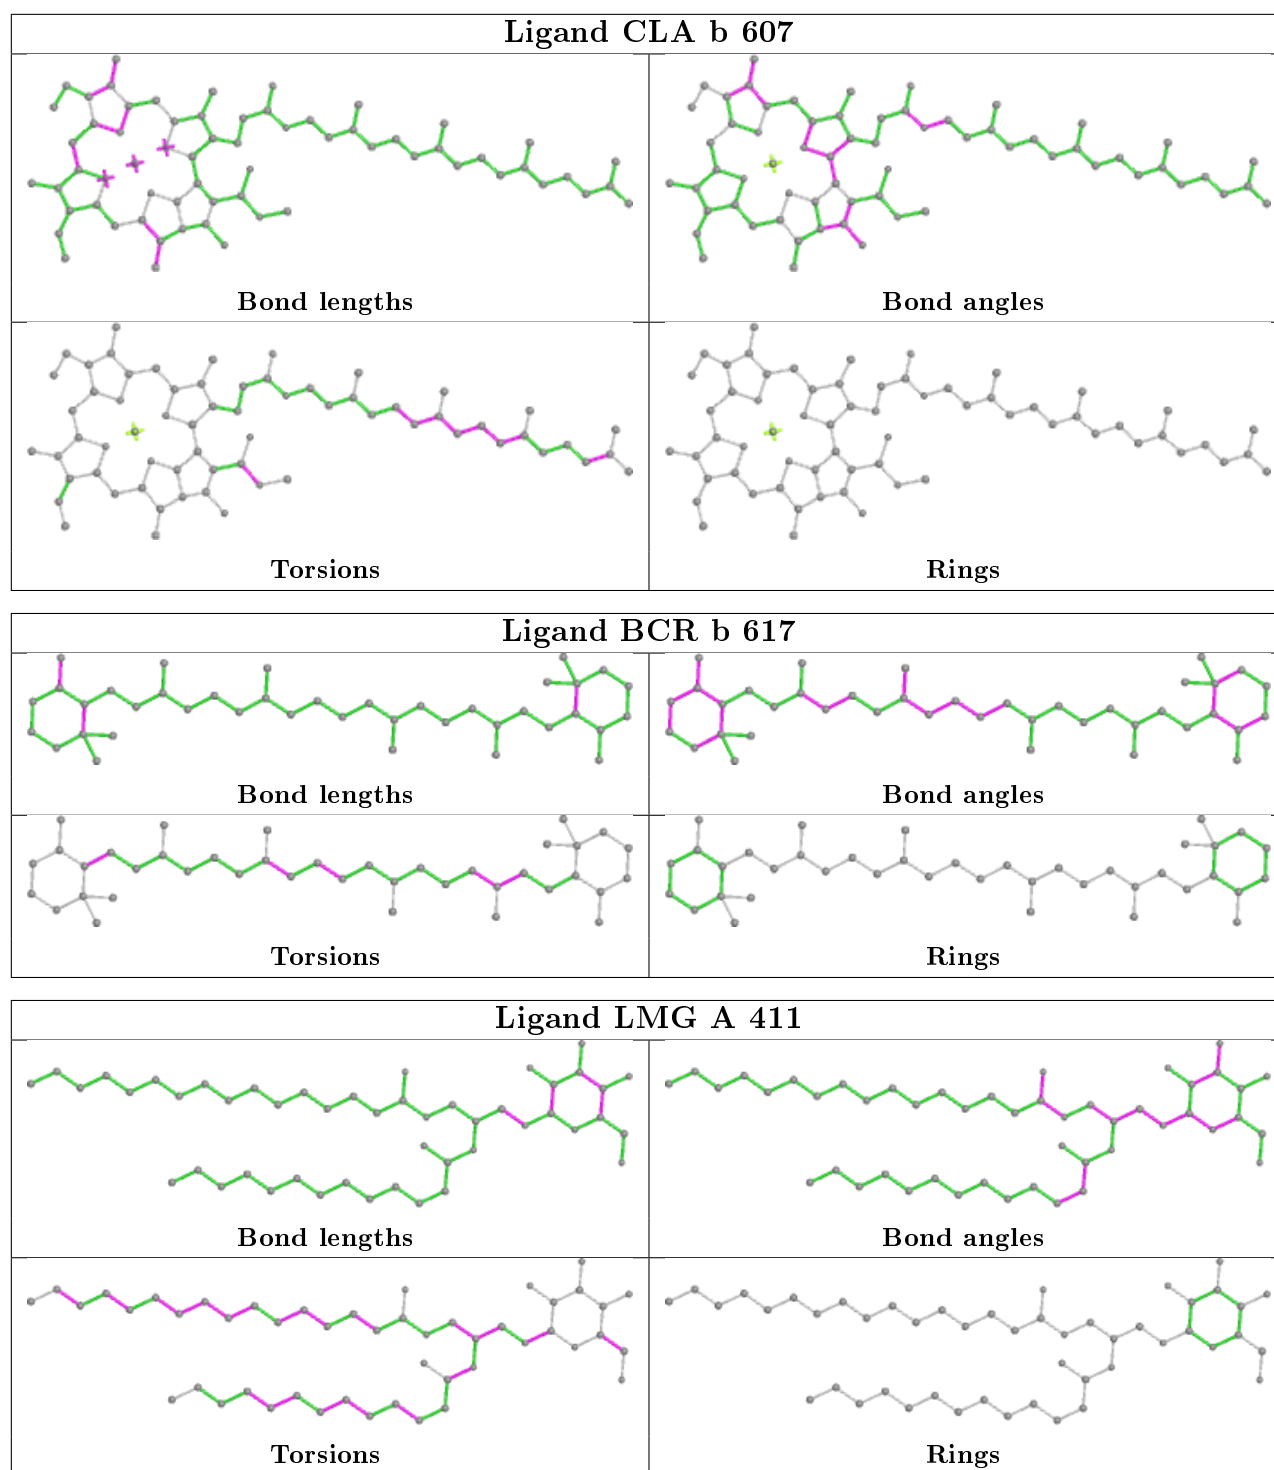 Ligand CLA b 607
Bond lengths
Bond angles
Torsions
Rings
Ligand BCR b 617
Bond lengths
Bond angles
Torsions
Rings
Ligand LMG A 411
Bond lengths
Bond angles
Torsions
Rings